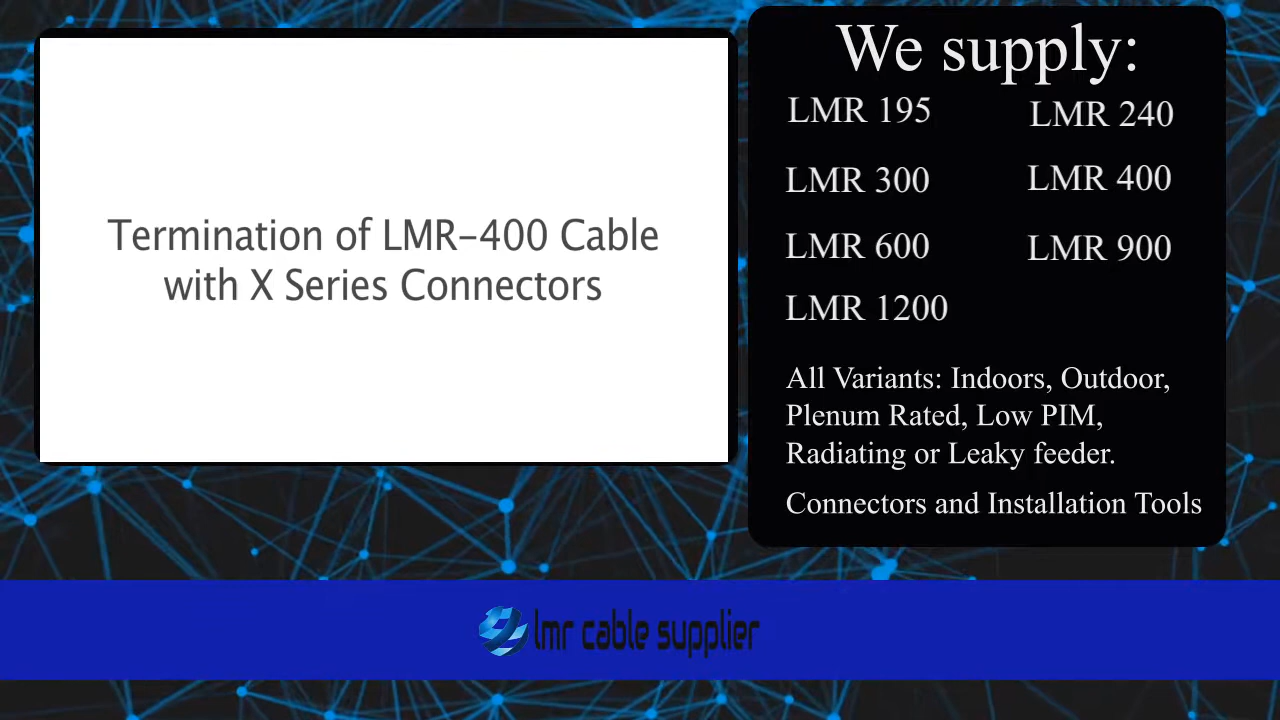 Termination of LMR-400 Cable
with X Series Connectors
We supply:
LMR 195
LMR 240
LMR 300
LMR 400
LMR 600
LMR 900
LMR 1200
All Variants: Indoors, Outdoor,
Plenum Rated, Low PIM,
Radiating or Leaky feeder.
Connectors and Installation Tools
lmr cable supplier